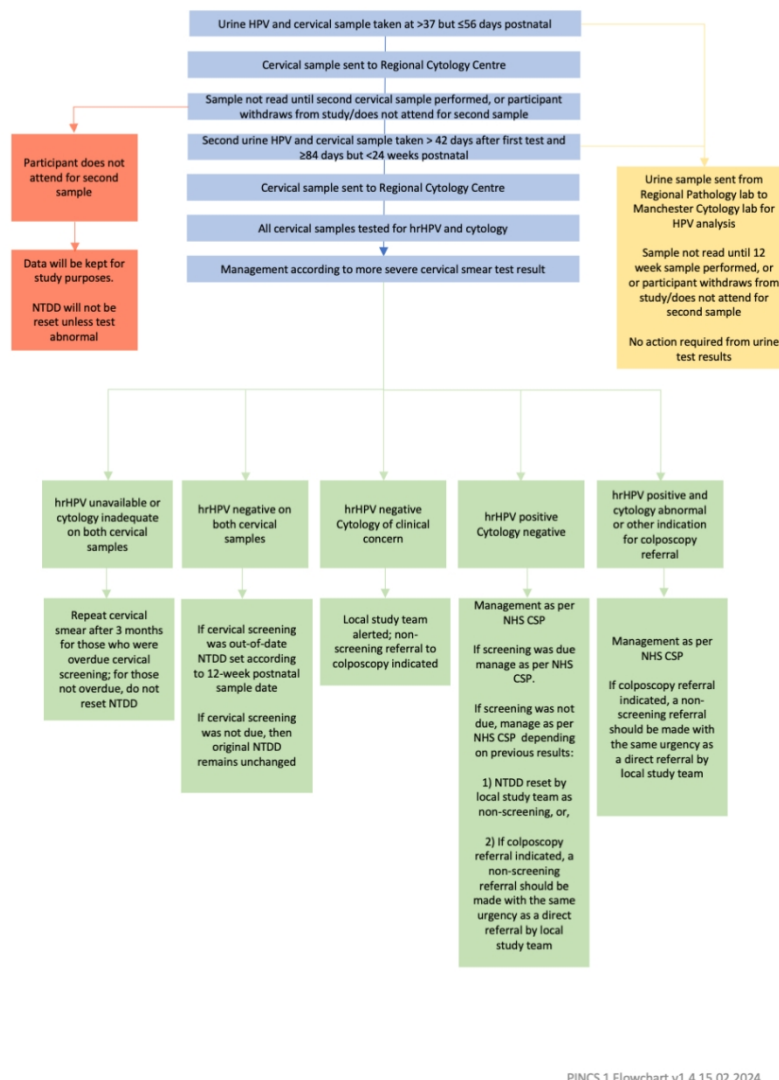 Urine HPV and cervical sample taken at >37 but ≤56 days postnatal
Cervical sample sent to Regional Cytology Centre
Sample not read until second cervical sample performed, or participant
withdraws from study/does not attend for second sample
Second urine HPV and cervical sample taken > 42 days after first test and
≥84 days but <24 weeks postnatal
Cervical sample sent to Regional Cytology Centre
All cervical samples tested for hrHPV and cytology
Management according to more severe cervical smear test result
Participant does not
attend for second
sample
Data will be kept for
study purposes.
NTDD will not be
reset unless test
abnormal
Urine sample sent from
Regional Pathology lab to
Manchester Cytology lab for
HPV analysis
Sample not read until 12
week sample performed, or
or participant withdraws from
study/does not attend for
second sample
No action required from urine
test results
hrHPV unavailable or
cytology inadequate
on both cervical
samples
hrHPV negative on
both cervical
samples
hrHPV negative
Cytology of clinical
concern
hrHPV positive
Cytology negative
hrHPV positive and
cytology abnormal
or other indication
for colposcopy
referral
Repeat cervical
smear after 3 months
for those who were
overdue cervical
screening; for those
not overdue, do not
reset NTDD
If cervical screening
was out-of-date
NTDD set according
to 12-week postnatal
sample date
If cervical screening
was not due, then
original NTDD
remains unchanged
Local study team
alerted; non-
screening referral to
colposcopy indicated
Management as per
NHS CSP
If screening was due
manage as per NHS
CSP.
If screening was not
due, manage as per
NHS CSP depending
on previous results:
1) NTDD reset by
local study team as
non-screening, or,
2) If colposcopy
referral indicated, a
non-screening
referral should be
made with the same
urgency as a direct
referral by local
study team
Management as per
NHS CSP
If colposcopy referral
indicated, a non-
screening referral
should be made with
the same urgency as
a direct referral by
local study team
PINCS 1 Flowchart v1.4 15.02.2024